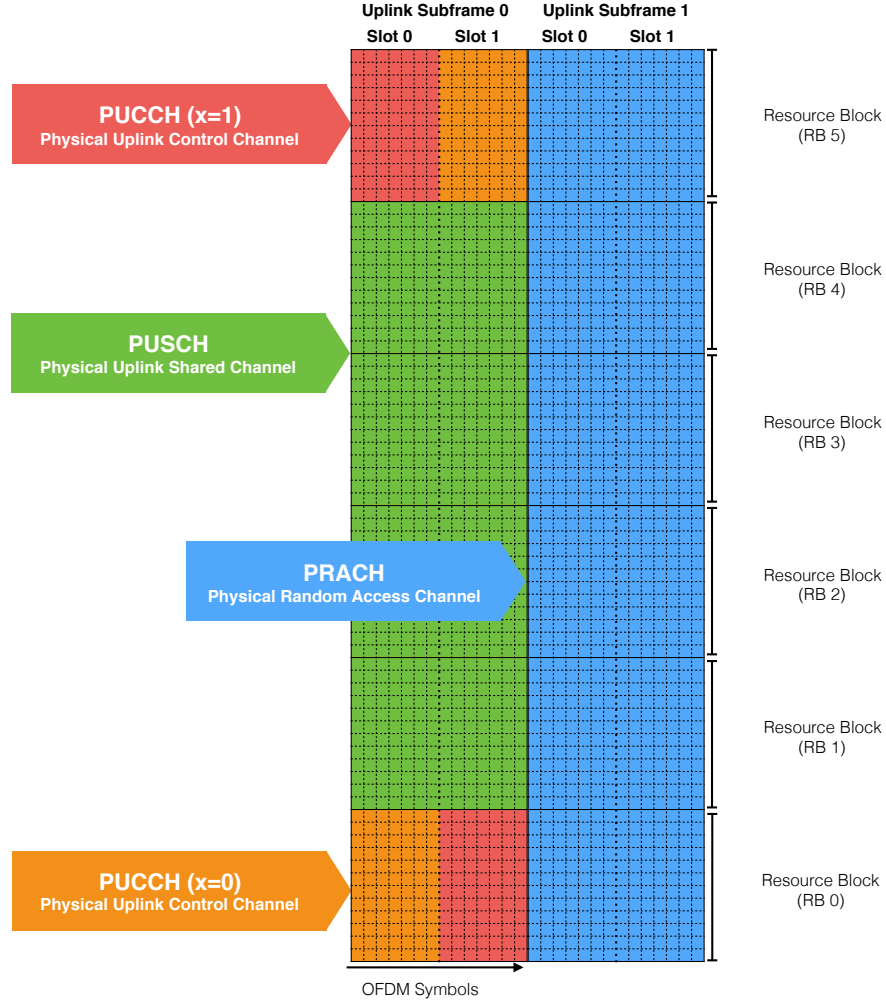 Uplink Subframe 0
Uplink Subframe 1
Slot 0
Slot 1
Slot 0
Slot 1
PUCCH (x=1)
Physical Uplink Control Channel
Resource Block
(RB 5)
Resource Block
(RB 4)
PUSCH
Physical Uplink Shared Channel
Resource Block
(RB 3)
PRACH
Physical Random Access Channel
Resource Block
(RB 2)
Resource Block
(RB 1)
PUCCH (x=0)
Physical Uplink Control Channel
Resource Block
(RB 0)
OFDM Symbols